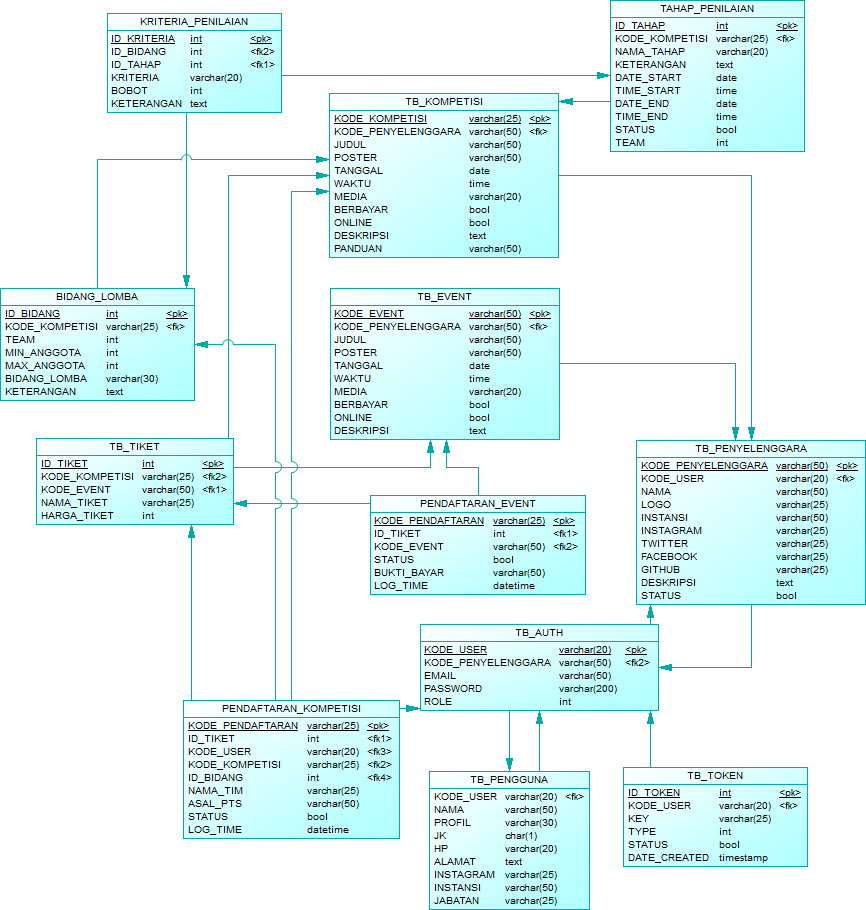 KRITERIA_PENILAIAN
ID_KRITERIA int <pk>
ID_BIDANG int <fk2>
ID_TAHAP int <fk1>
KRITERIA varchar(20)
BOBOT int
KETERANGAN text
TAHAP_PENILAIAN
ID_TAHAP int <pk>
KODE_KOMPETISI varchar(25) <fk>
NAMA_TAHAP varchar(20)
KETERANGAN text
DATE_START date
TIME_START time
DATE_END date
TIME_END time
STATUS bool
TEAM int
TB_KOMPETISI
KODE_KOMPETISI varchar(25) <pk>
KODE_PENYELENGGARA varchar(50) <fk>
JUDUL varchar(50)
POSTER varchar(50)
TANGGAL date
WAKTU time
MEDIA varchar(20)
BERBAYAR bool
ONLINE bool
DESKRIPSI text
PANDUAN varchar(50)
BIDANG_LOMBA
ID_BIDANG int <pk>
KODE_KOMPETISI varchar(25) <fk>
TEAM int
MIN_ANGGOTA int
MAX_ANGGOTA int
BIDANG_LOMBA varchar(30)
KETERANGAN text
TB_EVENT
KODE_EVENT varchar(50) <pk>
KODE_PENYELENGGARA varchar(50) <fk>
JUDUL varchar(50)
POSTER varchar(50)
TANGGAL date
WAKTU time
MEDIA varchar(20)
BERBAYAR bool
ONLINE bool
DESKRIPSI text
TB_TIKET
ID_TIKET int <pk>
KODE_KOMPETISI varchar(25) <fk2>
KODE_EVENT varchar(50) <fk1>
NAMA_TIKET varchar(25)
HARGA_TIKET int
TB_PENYELENGGARA
KODE_PENYELENGGARA varchar(50) <pk>
KODE_USER varchar(20) <fk>
NAMA varchar(50)
LOGO varchar(25)
INSTANSI varchar(50)
INSTAGRAM varchar(25)
TWITTER varchar(25)
FACEBOOK varchar(25)
GITHUB varchar(25)
DESKRIPSI text
STATUS bool
PENDAFTARAN_EVENT
KODE_PENDAFTARAN varchar(25) <pk>
ID_TIKET int <fk1>
KODE_EVENT varchar(50) <fk2>
STATUS bool
BUKTI_BAYAR varchar(50)
LOG_TIME datetime
TB_AUTH
KODE_USER varchar(20) <pk>
KODE_PENYELENGGARA varchar(50) <fk2>
EMAIL varchar(50)
PASSWORD varchar(200)
ROLE int
PENDAFTARAN_KOMPETISI
KODE_PENDAFTARAN varchar(25) <pk>
ID_TIKET int <fk1>
KODE_USER varchar(20) <fk3>
KODE_KOMPETISI varchar(25) <fk2>
ID_BIDANG int <fk4>
NAMA_TIM varchar(25)
ASAL_PTS varchar(50)
STATUS bool
LOG_TIME datetime
TB_PENGGUNA
KODE_USER varchar(20) <fk>
NAMA varchar(50)
PROFIL varchar(30)
JK char(1)
HP varchar(20)
ALAMAT text
INSTAGRAM varchar(25)
INSTANSI varchar(50)
JABATAN varchar(25)
TB_TOKEN
ID_TOKEN int <pk>
KODE_USER varchar(20) <fk>
KEY varchar(25)
TYPE int
STATUS bool
DATE_CREATED timestamp